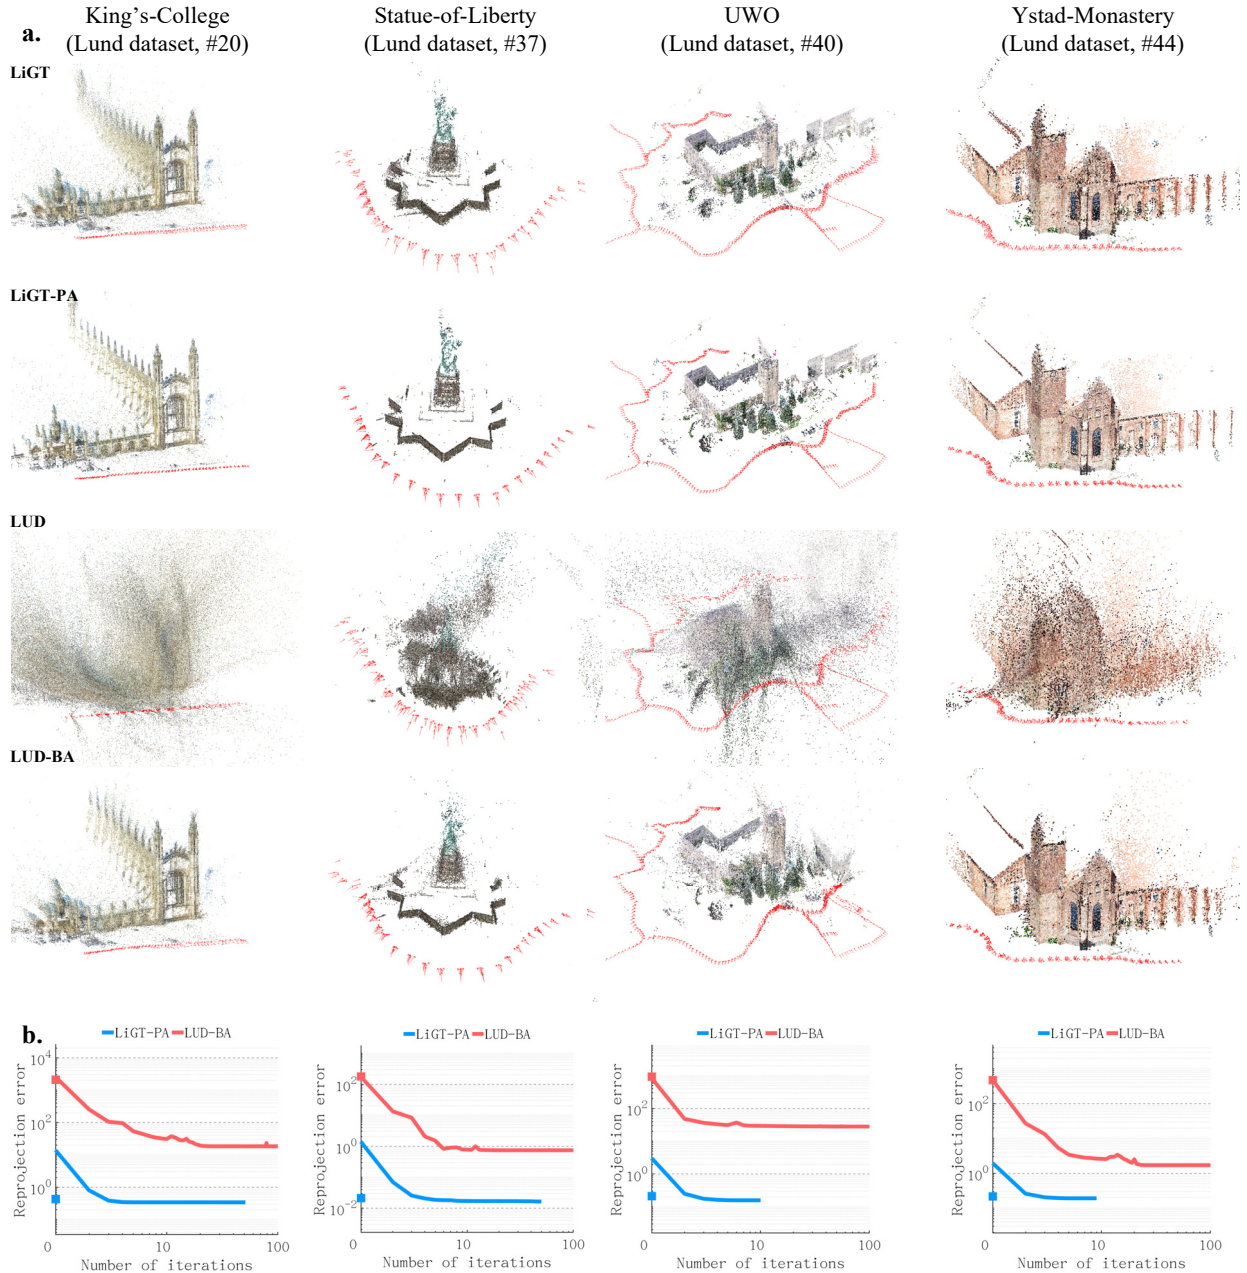 a.
King's-College
(Lund dataset, #20)
Statue-of-Liberty
(Lund dataset, #37)
UWO
(Lund dataset, #40)
Ystad-Monastery
(Lund dataset, #44)
LiGT
LiGT-PA
LUD
LUD-BA
b.
LiGT-PA LUD-BA
Reprojection error
10^4
10^2
10^0
0 10 100
Number of iterations
LiGT-PA LUD-BA
Reprojection error
10^2
10^0
10^-2
0 10 100
Number of iterations
LiGT-PA LUD-BA
Reprojection error
10^2
10^0
0 10 100
Number of iterations
LiGT-PA LUD-BA
Reprojection error
10^2
10^0
0 10 100
Number of iterations